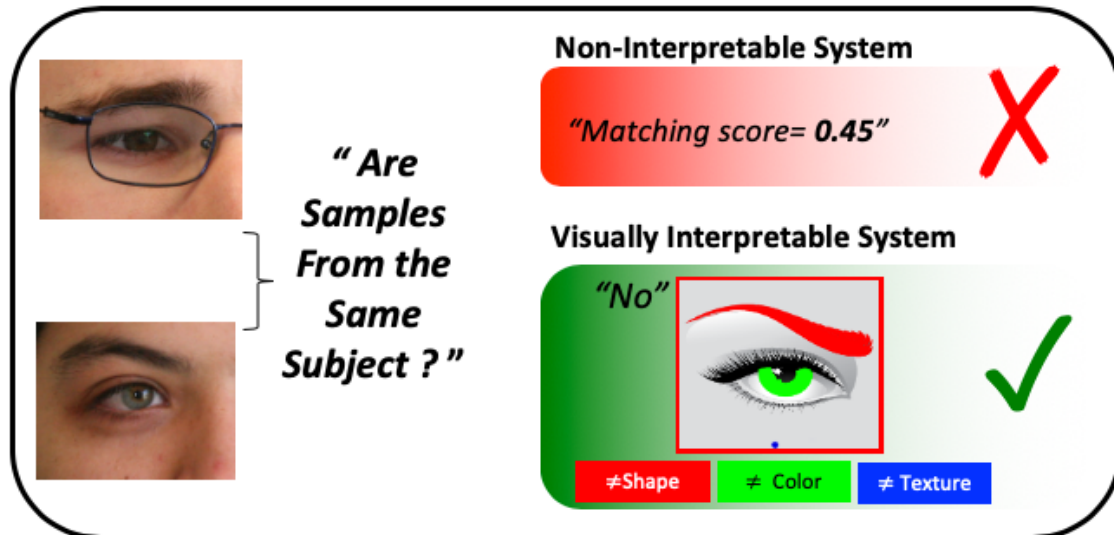 “ Are
Samples
From the
Same
Subject ? ”
Non-Interpretable System
“Matching score= 0.45”
Visually Interpretable System
“No”
≠Shape
≠ Color
≠ Texture